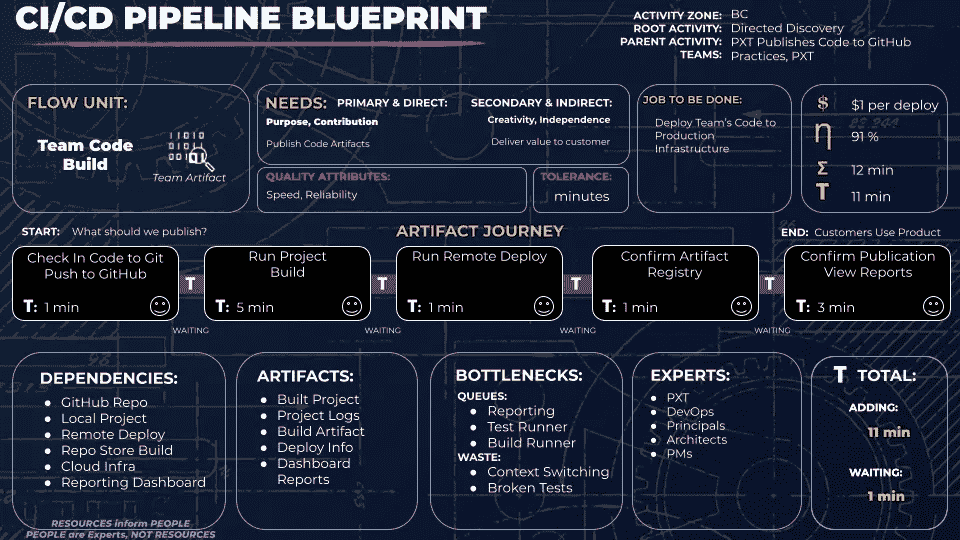 CI/CD PIPELINE BLUEPRINT
ACTIVITY ZONE: BC
ROOT ACTIVITY: Directed Discovery
PARENT ACTIVITY: PXT Publishes Code to GitHub
TEAMS: Practices, PXT
FLOW UNIT:
Team Code
Build
11010
001
Team Artifact
NEEDS: PRIMARY & DIRECT: SECONDARY & INDIRECT:
Purpose, Contribution Creativity, Independence
Publish Code Artifacts Deliver value to customer
QUALITY ATTRIBUTES:
Speed, Reliability
TOLERANCE:
minutes
JOB TO BE DONE:
Deploy Team's Code to
Production
Infrastructure
$ $1 per deploy
η 91 %
Σ 12 min
T 11 min
START: What should we publish?
ARTIFACT JOURNEY
END: Customers Use Product
Check In Code to Git
Push to GitHub
T: 1 min
T
WAITING
Run Project
Build
T: 5 min
T
WAITING
Run Remote Deploy
T: 1 min
T
WAITING
Confirm Artifact
Registry
T: 1 min
T
WAITING
Confirm Publication
View Reports
T: 3 min
DEPENDENCIES:
● GitHub Repo
● Local Project
● Remote Deploy
● Repo Store Build
● Cloud Infra
● Reporting Dashboard
ARTIFACTS:
● Built Project
● Project Logs
● Build Artifact
● Deploy Info
● Dashboard
Reports
BOTTLENECKS:
QUEUES:
● Reporting
● Test Runner
● Build Runner
WASTE:
● Context Switching
● Broken Tests
EXPERTS:
● PXT
● DevOps
● Principals
● Architects
● PMs
T TOTAL:
ADDING:
11 min
WAITING:
1 min
RESOURCES inform PEOPLE
PEOPLE are Experts, NOT RESOURCES